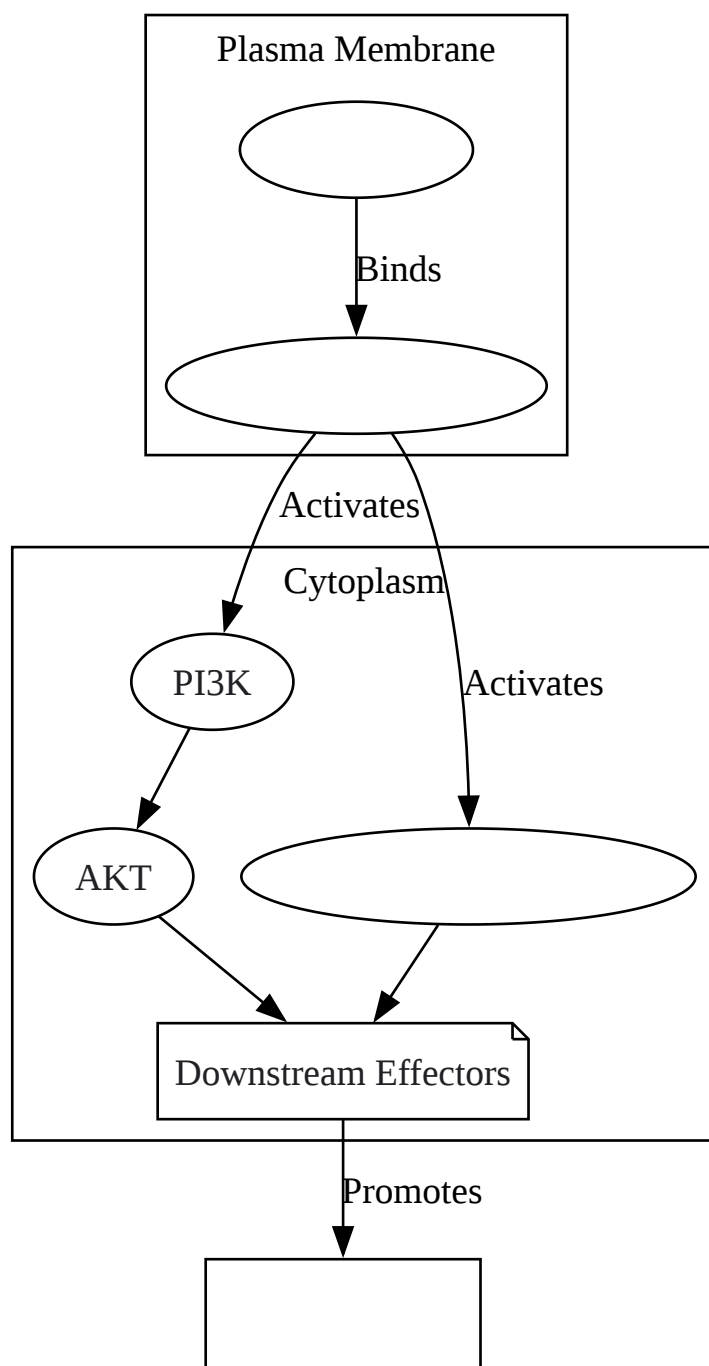 Plasma Membrane
Binds
Activates
Cytoplasm
PI3K
Activates
AKT
Downstream Effectors
Promotes